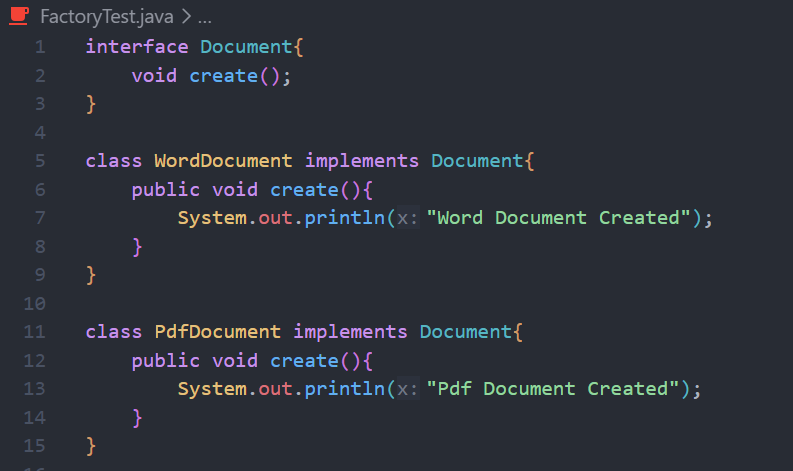 FactoryTest.java > ...
1 interface Document{
2     void create();
3 }
4
5 class WordDocument implements Document{
6     public void create(){
7         System.out.println(x: "Word Document Created");
8     }
9 }
10
11 class PdfDocument implements Document{
12     public void create(){
13         System.out.println(x: "Pdf Document Created");
14     }
15 }